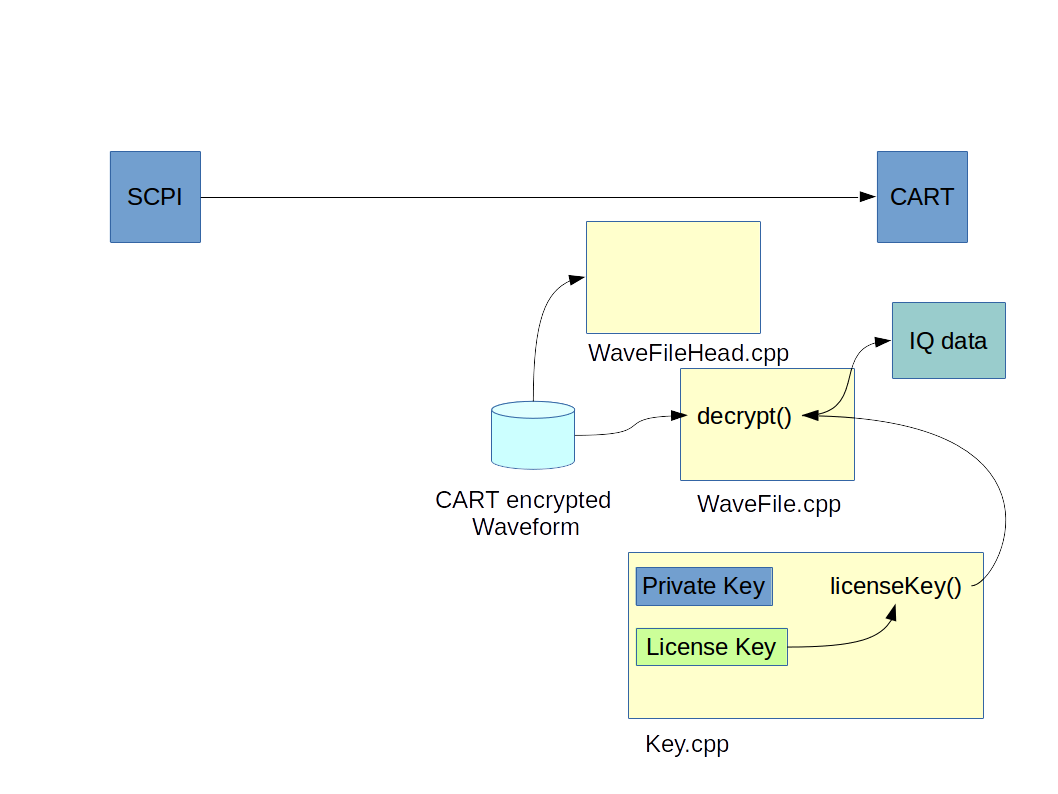 SCPI
CART
WaveFileHead.cpp
IQ data
decrypt()
CART encrypted
Waveform
WaveFile.cpp
Private Key
licenseKey()
License Key
Key.cpp